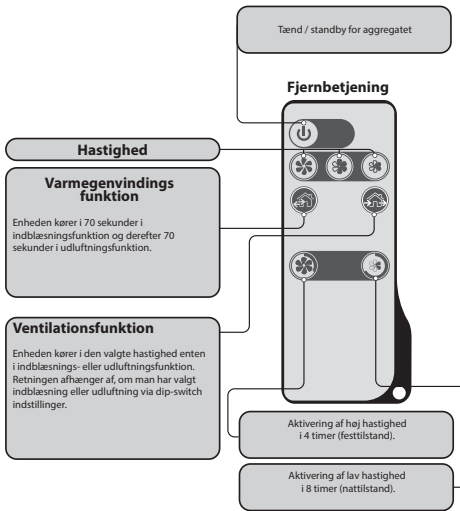 Tænd / standby for aggregatet
Fjernbetjening
Hastighed
Varmegenvindings
funktion
Enheden kører i 70 sekunder i
indblæsningsfunktion og derefter 70
sekunder i udluftningsfunktion.
Ventilationsfunktion
Enheden kører i den valgte hastighed enten
i indblæsnings- eller udluftningsfunktion.
Retningen afhænger af, om man har valgt
indblæsning eller udluftning via dip-switch
indstillinger.
Aktivering af høj hastighed
i 4 timer (festtilstand).
Aktivering af lav hastighed
i 8 timer (nattilstand).